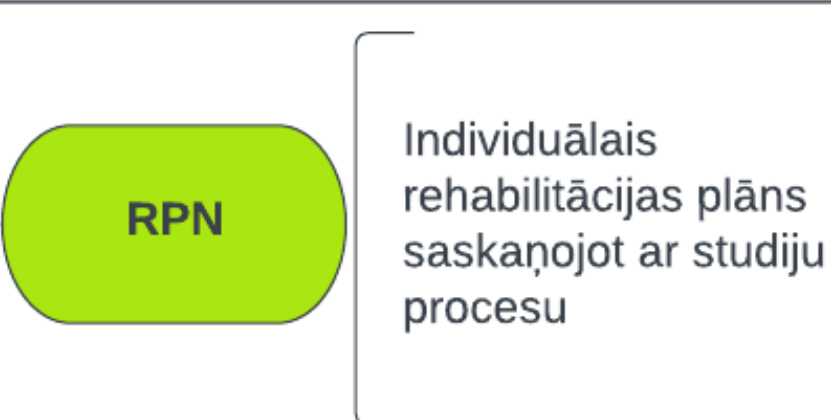 RPN
Individuālais
rehabilitācijas plāns
saskaņojot ar studiju
procesu